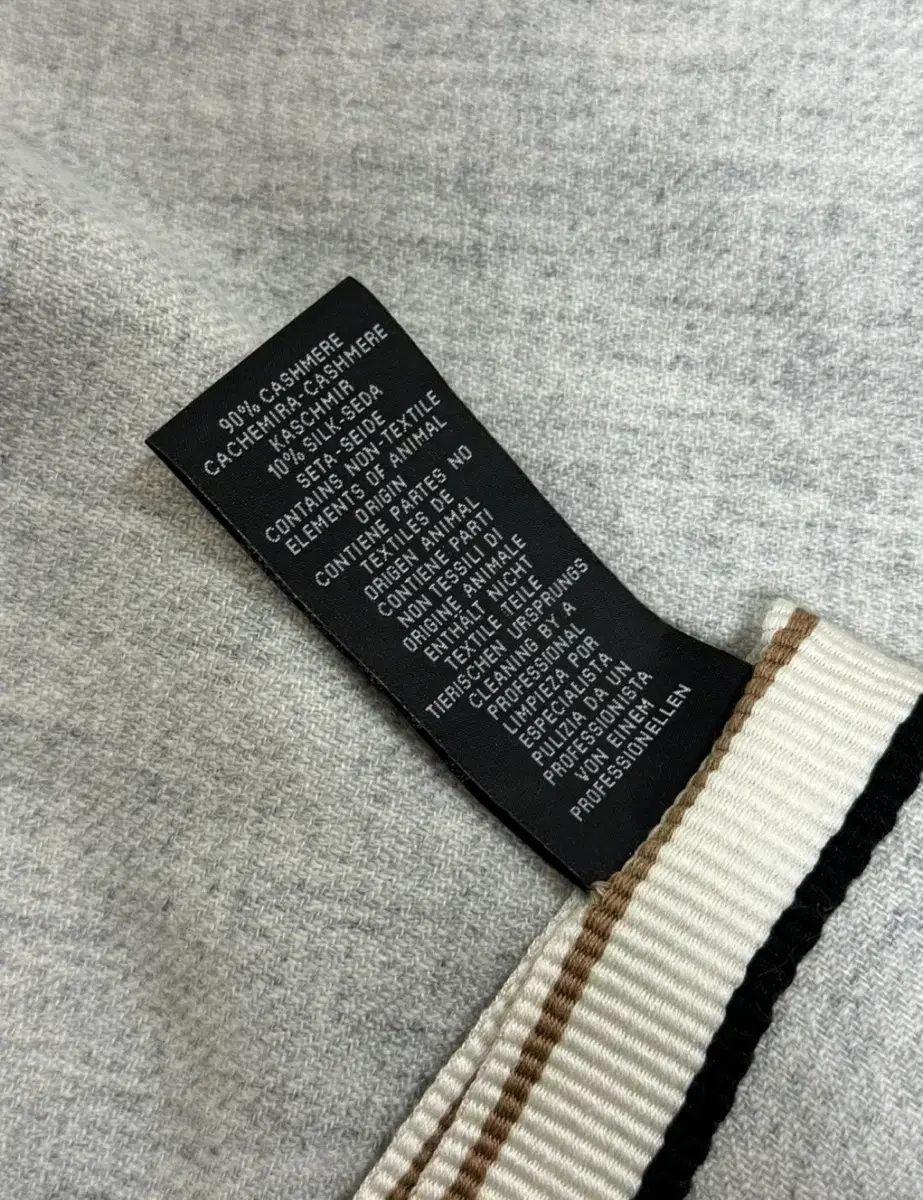 90% CASHMERE
CACHEMIRA-CASHMERE
KASCHMIR
10% SILK-SEDA
SETA-SEIDE
CONTAINS NON-TEXTILE
ELEMENTS OF ANIMAL
ORIGIN
CONTIENE PARTES NO
TEXTILES DE
ORIGEN ANIMAL
CONTIENE PARTI
NON TESSILI DI
ORIGINE ANIMALE
ENTHÄLT NICHT
TEXTILE TEILE
TIERISCHEN URSPRUNGS
CLEANING BY A
PROFESSIONAL
LIMPIEZA POR
ESPECIALISTA
PULIZIA DA UN
PROFESSIONISTA
VON EINEM
PROFESSIONELLEN